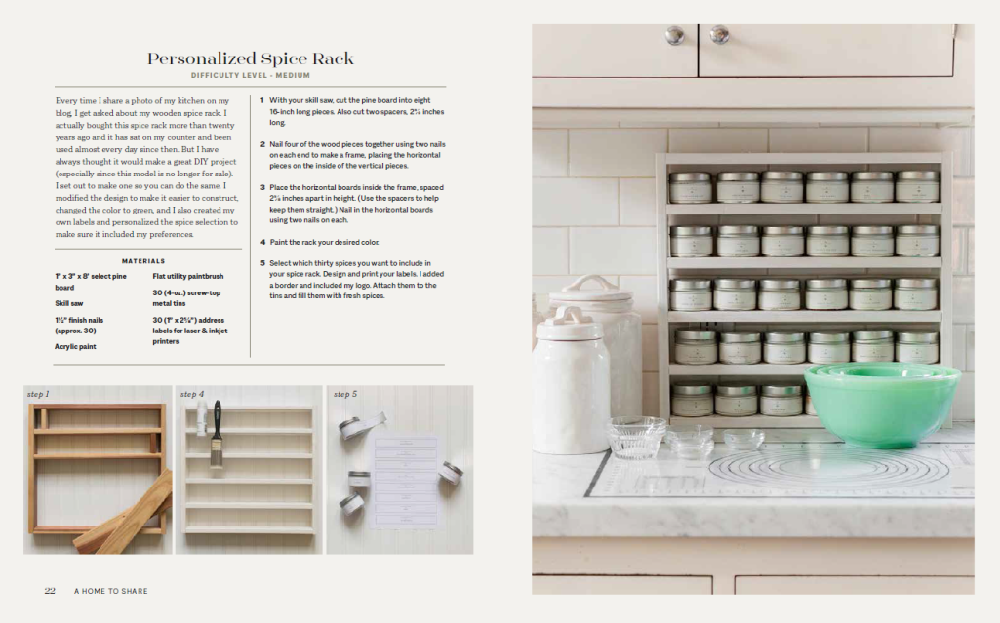 Personalized Spice Rack
DIFFICULTY LEVEL - MEDIUM
Every time I share a photo of my kitchen on my
blog, I get asked about my wooden spice rack. I
actually bought this spice rack more than twenty
years ago and it has sat on my counter and been
used almost every day since then. But I have
always thought it would make a great DIY project
(especially since this model is no longer for sale).
I set out to make one so you can do the same. I
modified the design to make it easier to construct,
changed the color to green, and I also created my
own labels and personalized the spice selection to
make sure it included my preferences.
MATERIALS
1" x 3" x 8' select pine
board
Skill saw
1½" finish nails
(approx. 30)
Acrylic paint
Flat utility paintbrush
30 (4-oz.) screw-top
metal tins
30 (1" x 2⅝") address
labels for laser & inkjet
printers
1 With your skill saw, cut the pine board into eight
16-inch long pieces. Also cut two spacers, inches
long.
2 Nail four of the wood pieces together using two nails
on each end to make a frame, placing the horizontal
pieces on the inside of the vertical pieces.
3 Place the horizontal boards inside the frame, spaced
inches apart in height. (Use the spacers to help
keep them straight.) Nail in the horizontal boards
using two nails on each.
4 Paint the rack your desired color.
5 Select which thirty spices you want to include in
your spice rack. Design and print your labels. I added
a border and included my logo. Attach them to the
tins and fill them with fresh spices.
step 1
step 4
step 5
22 A HOME TO SHARE